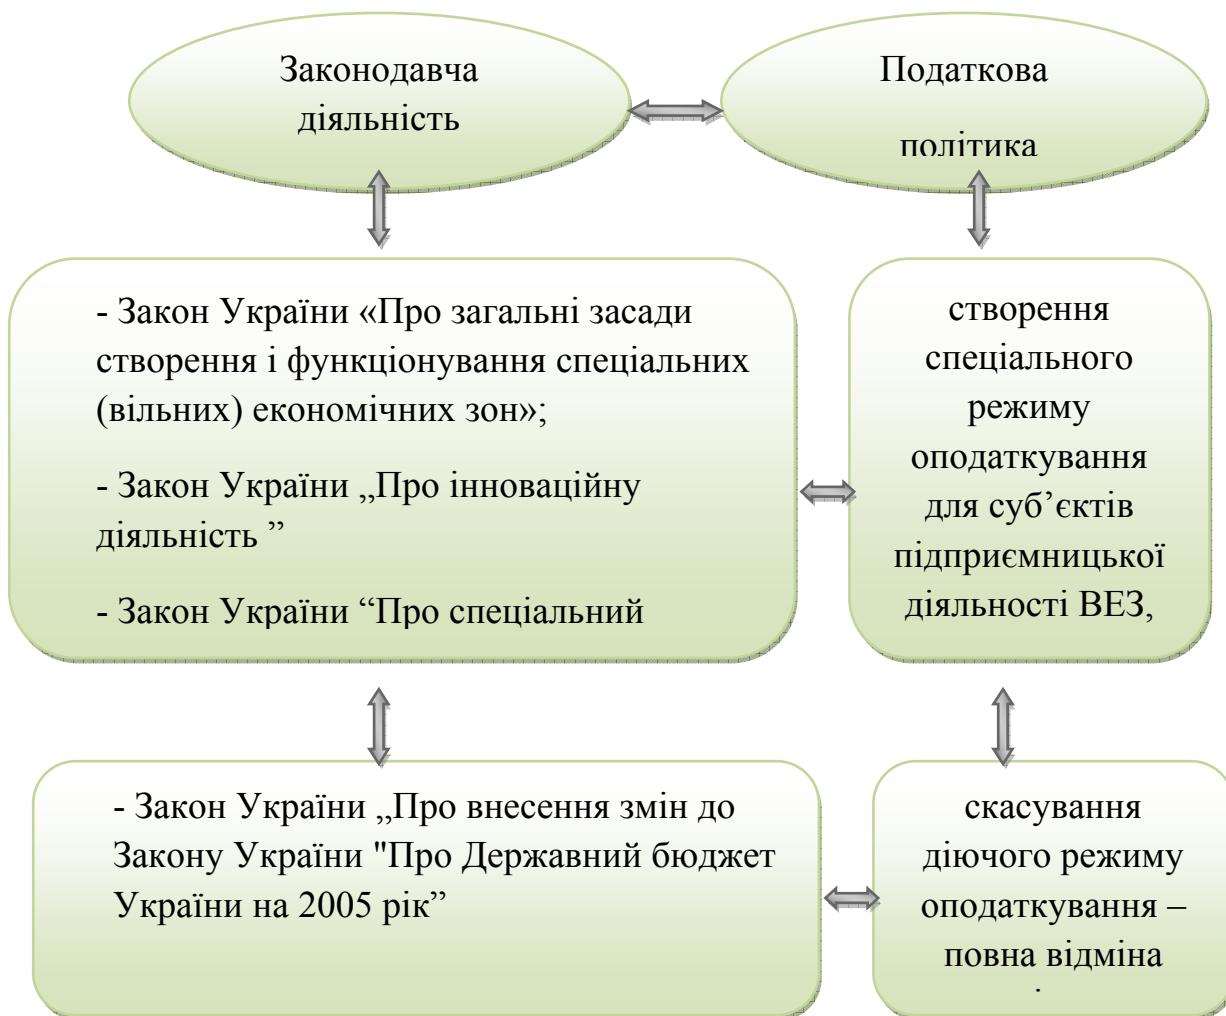 Законодавча
діяльність
Податкова
політика
- Закон України «Про загальні засади
створення і функціонування спеціальних
(вільних) економічних зон»;
- Закон України „Про інноваційну
діяльність ”
- Закон України “Про спеціальний
створення
спеціального
режиму
оподаткування
для суб’єктів
підприємницької
діяльності ВЕЗ,
- Закон України „Про внесення змін до
Закону України "Про Державний бюджет
України на 2005 рік”
скасування
діючого режиму
оподаткування –
повна відміна